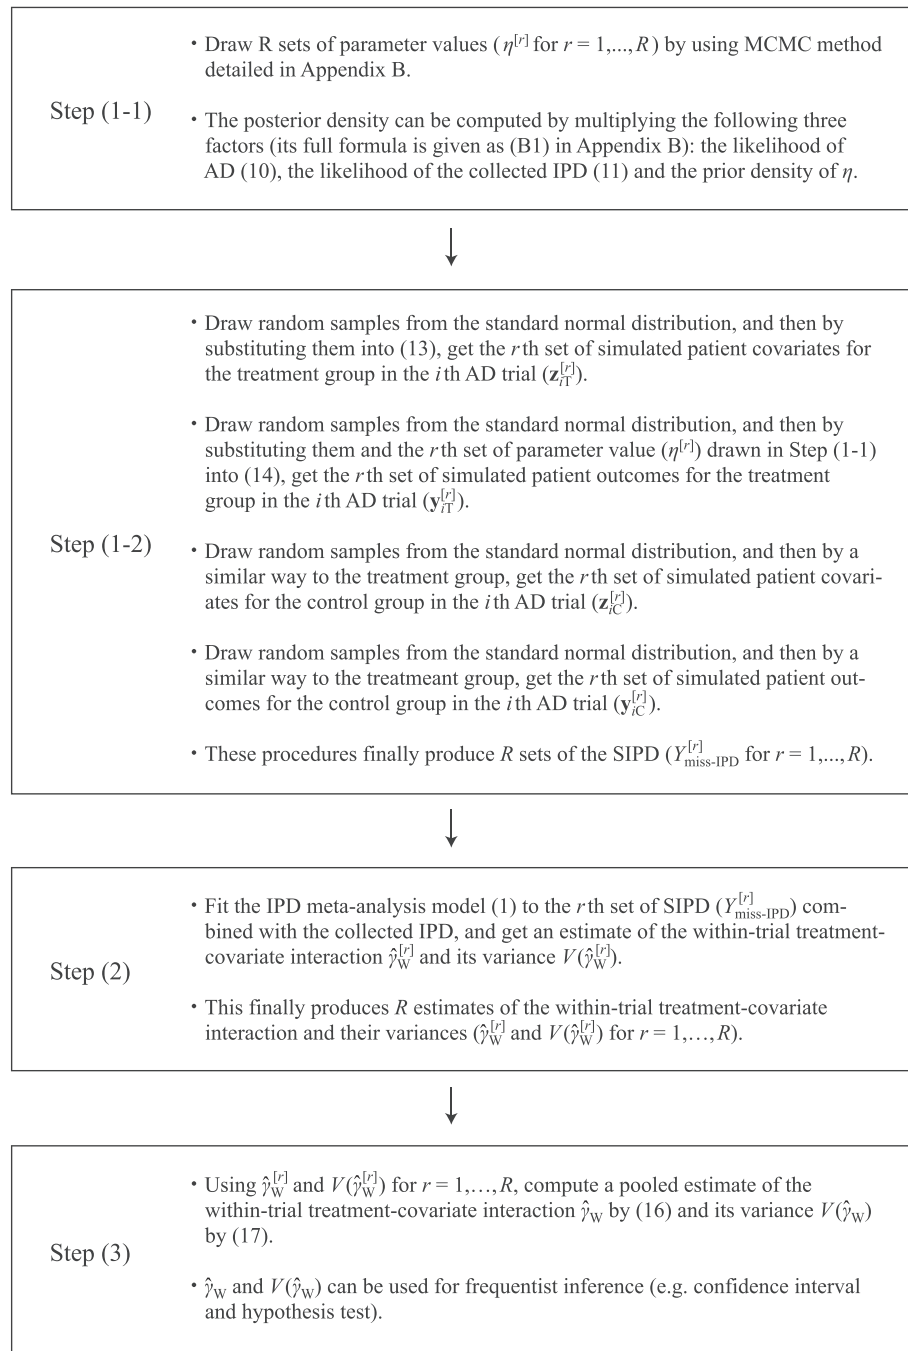 Step (1-1)
• Draw R sets of parameter values (η^[r] for r = 1,...,R) by using MCMC method
detailed in Appendix B.
• The posterior density can be computed by multiplying the following three
factors (its full formula is given as (B1) in Appendix B): the likelihood of
AD (10), the likelihood of the collected IPD (11) and the prior density of η.
Step (1-2)
• Draw random samples from the standard normal distribution, and then by
substituting them into (13), get the rth set of simulated patient covariates for
the treatment group in the ith AD trial (z_iT^[r]).
• Draw random samples from the standard normal distribution, and then by
substituting them and the rth set of parameter value (η^[r]) drawn in Step (1-1)
into (14), get the rth set of simulated patient outcomes for the treatment
group in the ith AD trial (y_iT^[r]).
• Draw random samples from the standard normal distribution, and then by a
similar way to the treatment group, get the rth set of simulated patient covari-
ates for the control group in the ith AD trial (z_iC^[r]).
• Draw random samples from the standard normal distribution, and then by a
similar way to the treatmeant group, get the rth set of simulated patient out-
comes for the control group in the ith AD trial (y_iC^[r]).
• These procedures finally produce R sets of the SIPD (Y_miss-IPD^[r] for r = 1,...,R).
Step (2)
• Fit the IPD meta-analysis model (1) to the rth set of SIPD (Y_miss-IPD^[r]) com-
bined with the collected IPD, and get an estimate of the within-trial treatment-
covariate interaction γ̂_W^[r] and its variance V(γ̂_W^[r]).
• This finally produces R estimates of the within-trial treatment-covariate
interaction and their variances (γ̂_W^[r] and V(γ̂_W^[r]) for r = 1,…,R).
Step (3)
• Using γ̂_W^[r] and V(γ̂_W^[r]) for r = 1,…,R, compute a pooled estimate of the
within-trial treatment-covariate interaction γ̂_W by (16) and its variance V(γ̂_W)
by (17).
• γ̂_W and V(γ̂_W) can be used for frequentist inference (e.g. confidence interval
and hypothesis test).